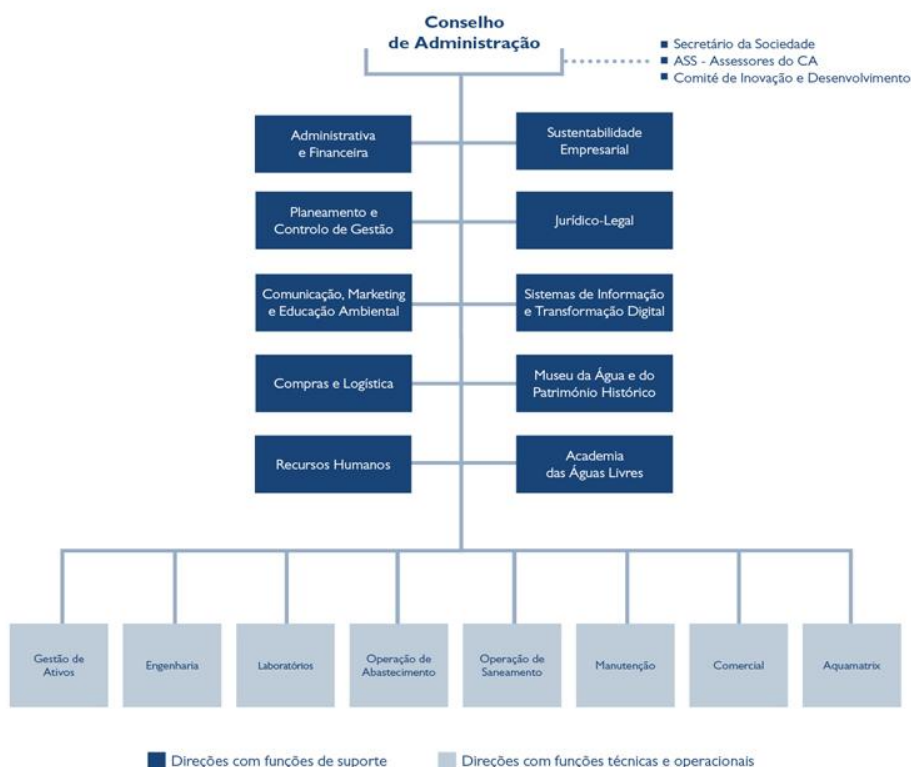 Conselho
de Administração
Secretário da Sociedade
ASS - Assessores do CA
Comité de Inovação e Desenvolvimento
Administrativa
e Financeira
Sustentabilidade
Empresarial
Planeamento e
Controlo de Gestão
Jurídico-Legal
Comunicação, Marketing
e Educação Ambiental
Sistemas de Informação
e Transformação Digital
Compras e Logística
Museu da Água e do
Património Histórico
Recursos Humanos
Academia
das Águas Livres
Gestão de
Ativos
Engenharia
Laboratórios
Operação de
Abastecimento
Operação de
Saneamento
Manutenção
Comercial
Aquamatrix
Direções com funções de suporte
Direções com funções técnicas e operacionais